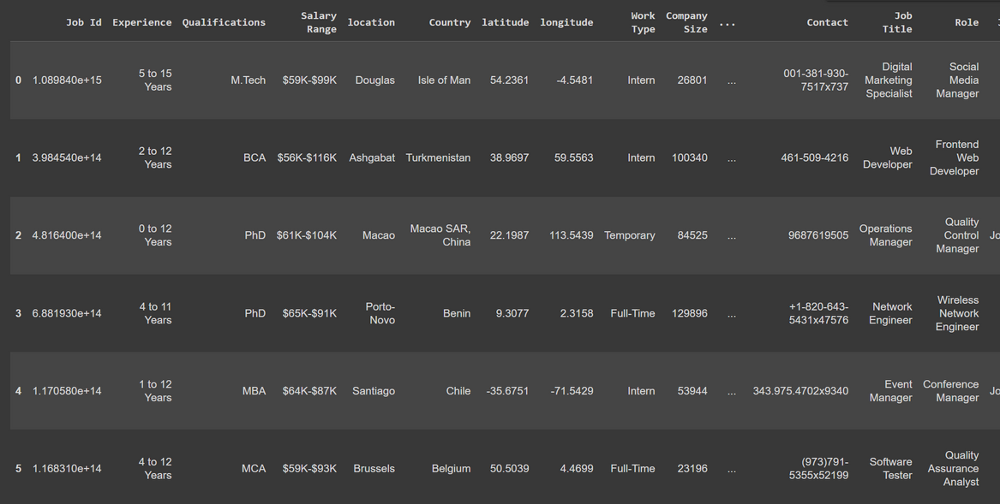 Job Id Experience Qualifications Salary Range location Country latitude longitude Work Type Company Size ... Contact Job Title Role
0 1.089840e+15 5 to 15 Years M.Tech $59K-$99K Douglas Isle of Man 54.2361 -4.5481 Intern 26801 ... 001-381-930-7517x737 Digital Marketing Specialist Social Media Manager
1 3.984540e+14 2 to 12 Years BCA $56K-$116K Ashgabat Turkmenistan 38.9697 59.5563 Intern 100340 ... 461-509-4216 Web Developer Frontend Web Developer
2 4.816400e+14 0 to 12 Years PhD $61K-$104K Macao Macao SAR, China 22.1987 113.5439 Temporary 84525 ... 9687619505 Operations Manager Quality Control Manager
3 6.881930e+14 4 to 11 Years PhD $65K-$91K Porto-Novo Benin 9.3077 2.3158 Full-Time 129896 ... +1-820-643-5431x47576 Network Engineer Wireless Network Engineer
4 1.170580e+14 1 to 12 Years MBA $64K-$87K Santiago Chile -35.6751 -71.5429 Intern 53944 ... 343.975.4702x9340 Event Manager Conference Manager
5 1.168310e+14 4 to 12 Years MCA $59K-$93K Brussels Belgium 50.5039 4.4699 Full-Time 23196 ... (973)791-5355x52199 Software Tester Quality Assurance Analyst